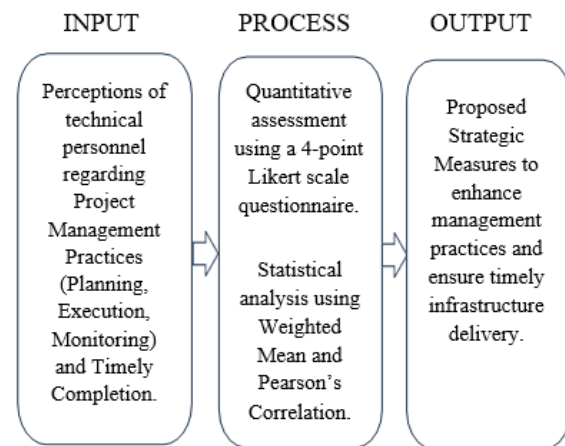 INPUT
PROCESS
OUTPUT
Perceptions of
technical
personnel
regarding
Project
Management
Practices
(Planning,
Execution,
Monitoring)
and Timely
Completion.
Quantitative
assessment
using a 4-point
Likert scale
questionnaire.
Statistical
analysis using
Weighted
Mean and
Pearson’s
Correlation.
Proposed
Strategic
Measures to
enhance
management
practices and
ensure timely
infrastructure
delivery.